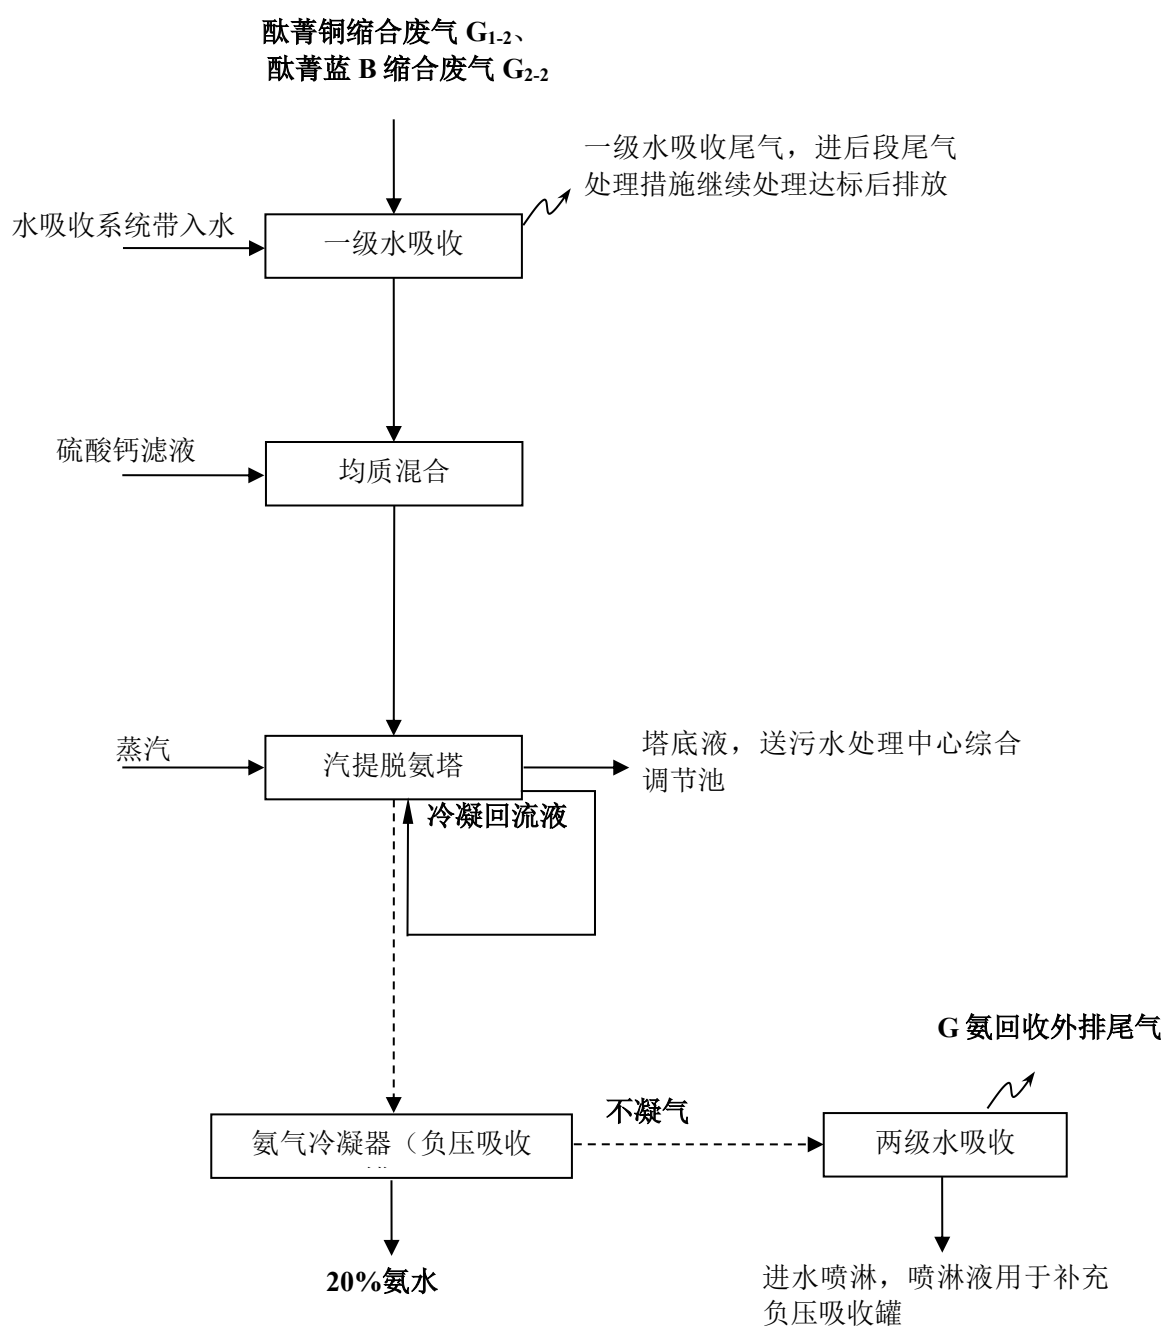 酞菁铜缩合废气 G1-2、
酞菁蓝 B 缩合废气 G2-2
一级水吸收尾气，进后段尾气
处理措施继续处理达标后排放
水吸收系统带入水
一级水吸收
硫酸钙滤液
均质混合
蒸汽
汽提脱氨塔
塔底液，送污水处理中心综合
调节池
冷凝回流液
G 氨回收外排尾气
不凝气
氨气冷凝器（负压吸收
两级水吸收
20%氨水
进水喷淋，喷淋液用于补充
负压吸收罐